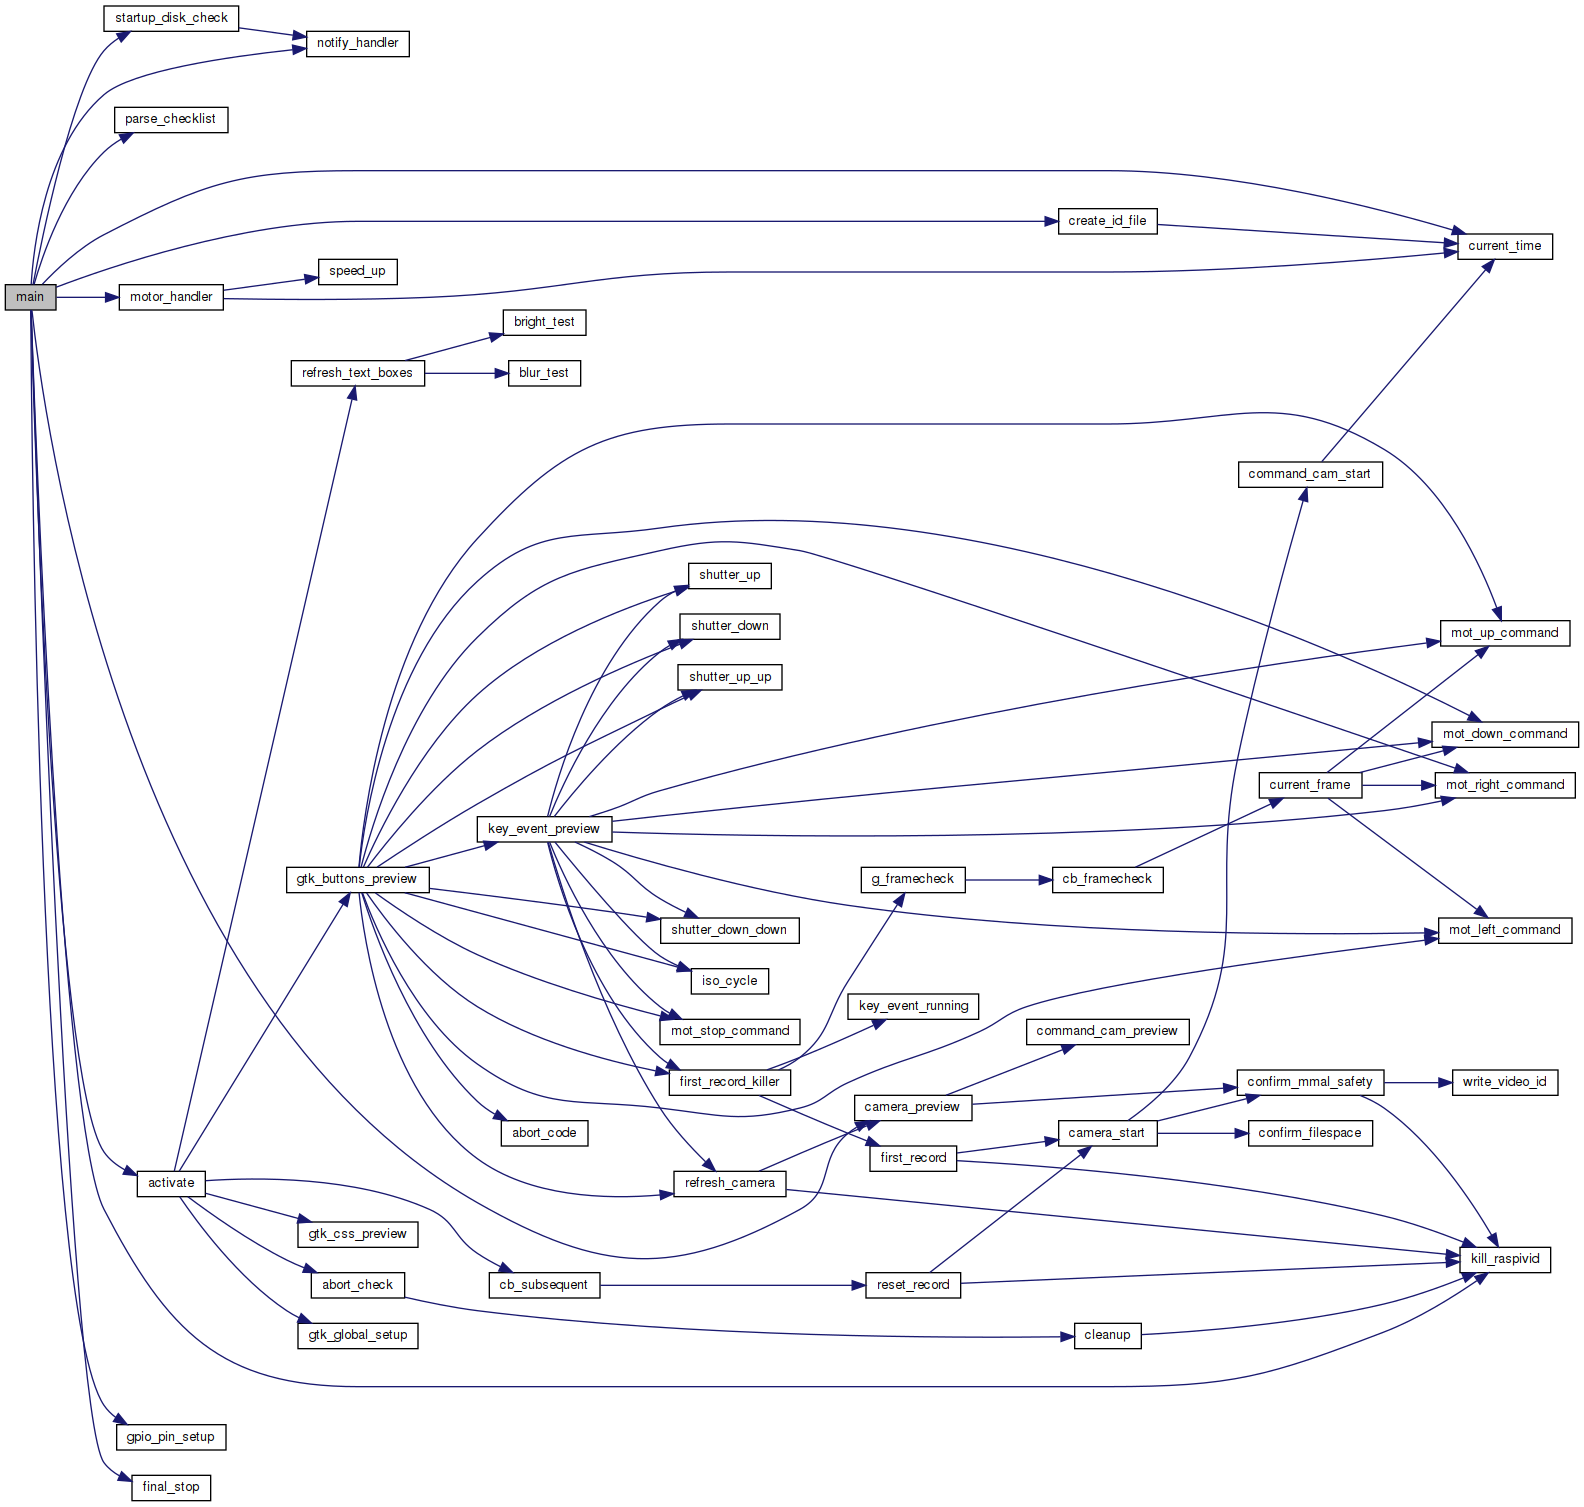 startup_disk_check
notify_handler
parse_checklist
create_id_file
current_time
speed_up
main
motor_handler
bright_test
refresh_text_boxes
blur_test
command_cam_start
shutter_up
shutter_down
mot_up_command
shutter_up_up
mot_down_command
current_frame
mot_right_command
key_event_preview
gtk_buttons_preview
g_framecheck
cb_framecheck
shutter_down_down
mot_left_command
iso_cycle
key_event_running
mot_stop_command
command_cam_preview
first_record_killer
confirm_mmal_safety
write_video_id
camera_preview
abort_code
camera_start
confirm_filespace
first_record
activate
refresh_camera
gtk_css_preview
kill_raspivid
abort_check
cb_subsequent
reset_record
gtk_global_setup
cleanup
gpio_pin_setup
final_stop